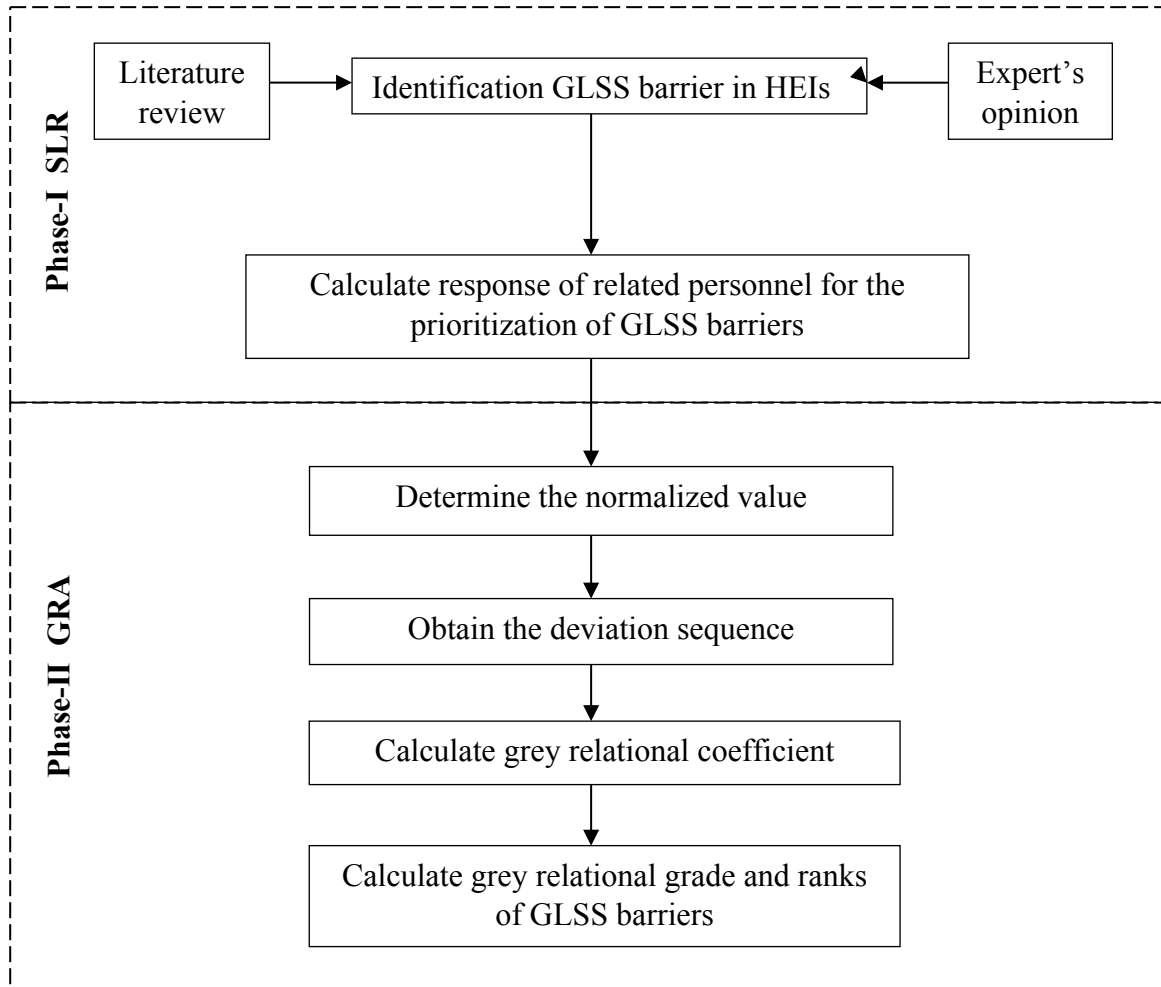 Phase-I SLR
Literature
review
Identification GLSS barrier in HEIs
Expert’s
opinion
Calculate response of related personnel for the
prioritization of GLSS barriers
Phase-II GRA
Determine the normalized value
Obtain the deviation sequence
Calculate grey relational coefficient
Calculate grey relational grade and ranks
of GLSS barriers